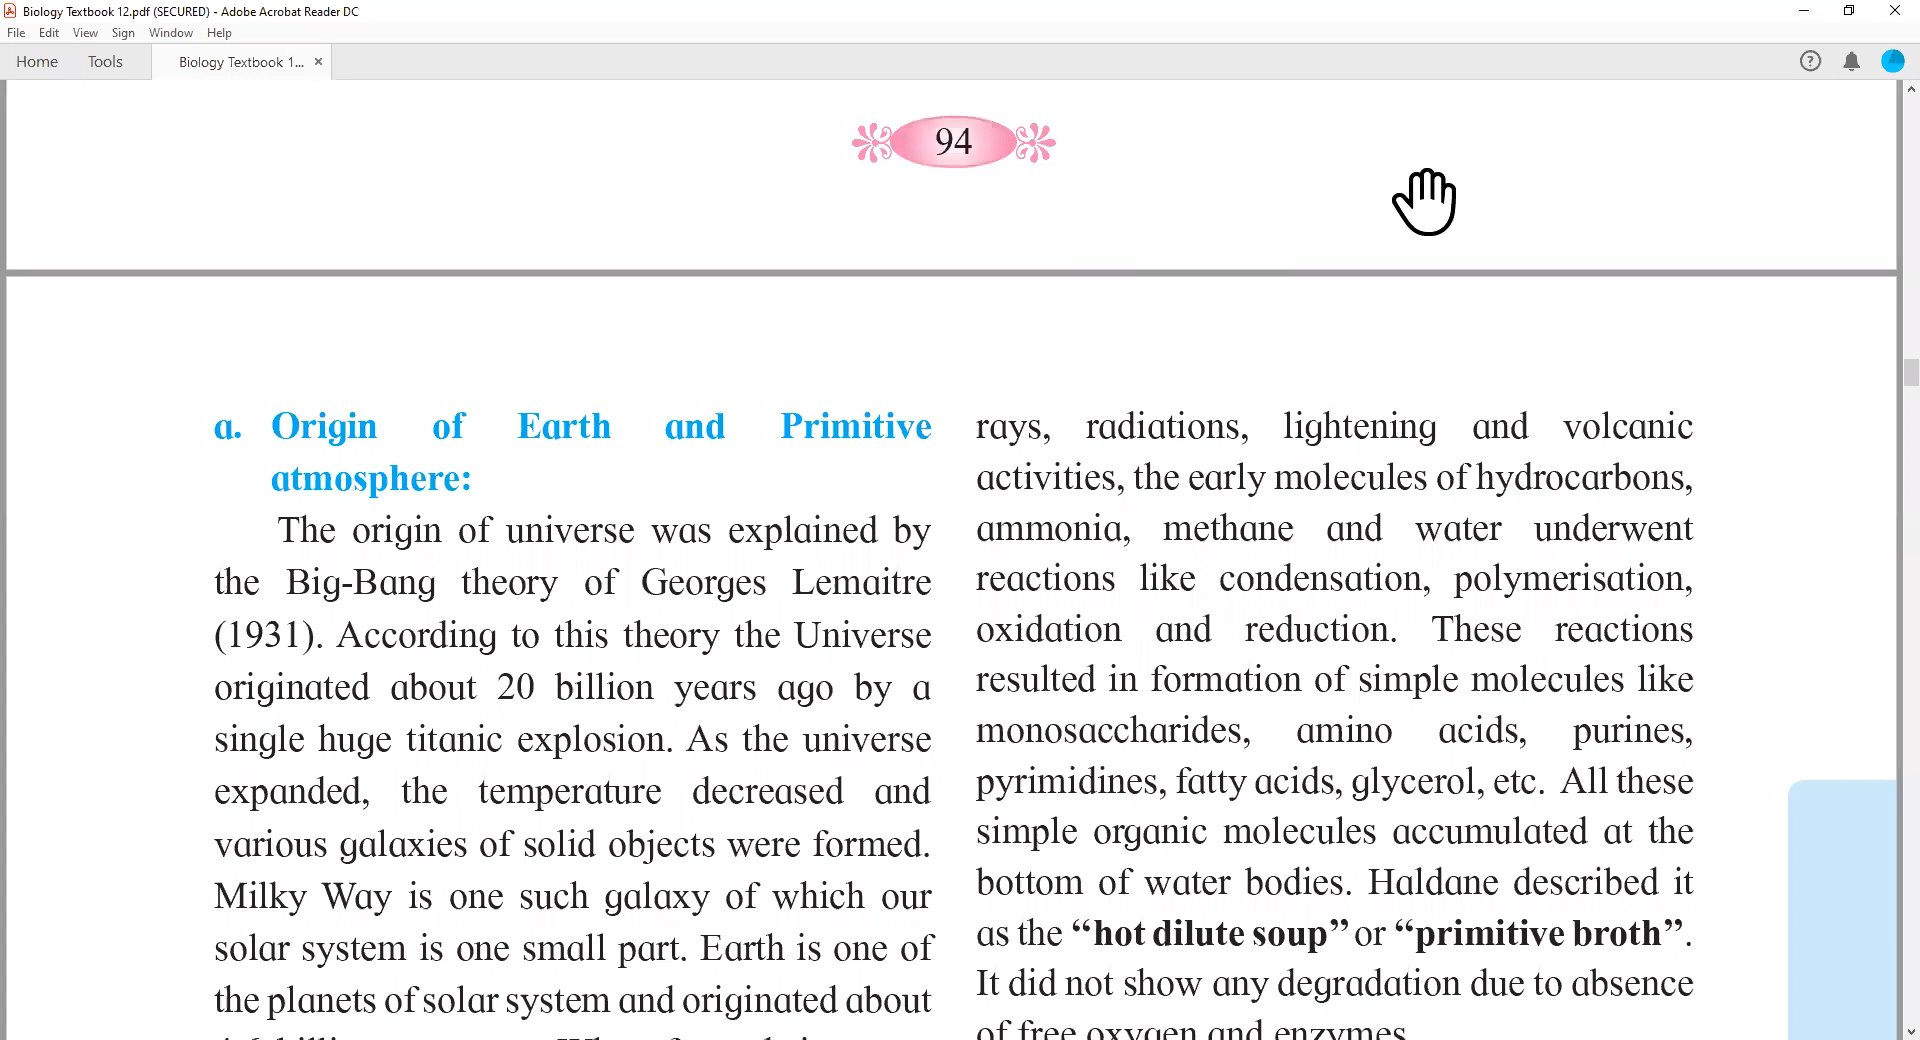 Biology Textbook 12.pdf (SECURED) - Adobe Acrobat Reader DC
File Edit View Sign Window Help
Home Tools Biology Textbook 1... ×
94
a. Origin of Earth and Primitive
atmosphere:
The origin of universe was explained by
the Big-Bang theory of Georges Lemaitre
(1931). According to this theory the Universe
originated about 20 billion years ago by a
single huge titanic explosion. As the universe
expanded, the temperature decreased and
various galaxies of solid objects were formed.
Milky Way is one such galaxy of which our
solar system is one small part. Earth is one of
the planets of solar system and originated about
rays, radiations, lightening and volcanic
activities, the early molecules of hydrocarbons,
ammonia, methane and water underwent
reactions like condensation, polymerisation,
oxidation and reduction. These reactions
resulted in formation of simple molecules like
monosaccharides, amino acids, purines,
pyrimidines, fatty acids, glycerol, etc. All these
simple organic molecules accumulated at the
bottom of water bodies. Haldane described it
as the “hot dilute soup” or “primitive broth”.
It did not show any degradation due to absence
of free oxygen and enzymes.